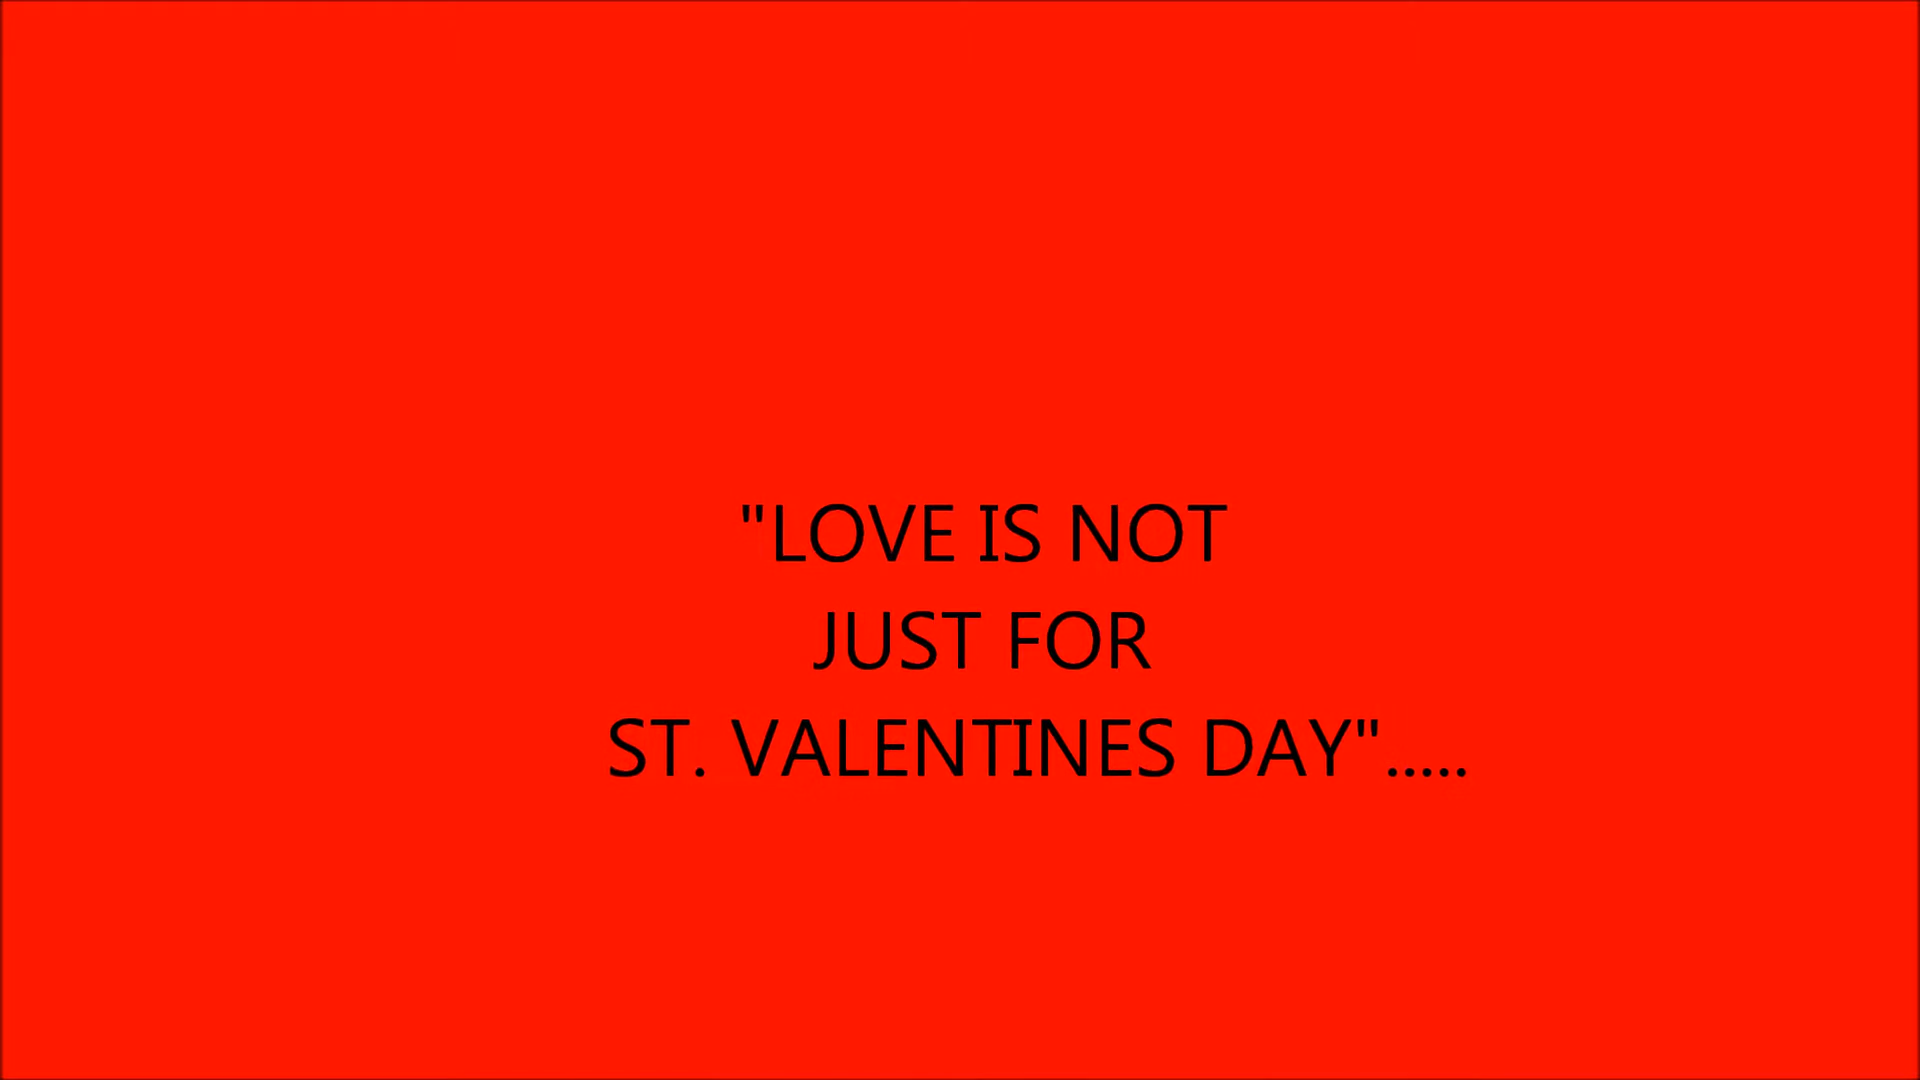 "LOVE IS NOT
JUST FOR
ST. VALENTINES DAY".....